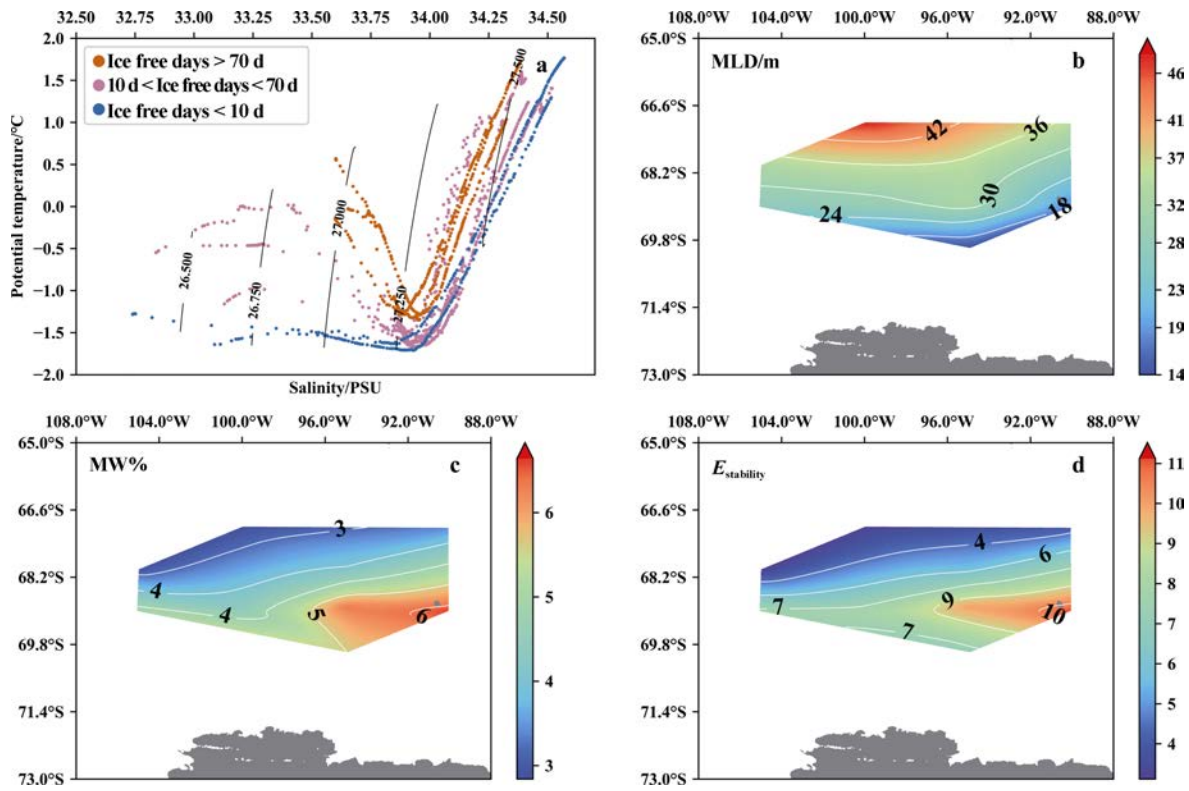 32.50 32.75 33.00 33.25 33.50 33.75 34.00 34.25 34.50
2.0
1.5
1.0
0.5
0.0
−0.5
−1.0
−1.5
−2.0
Potential temperature/°C
Salinity/PSU
Ice free days > 70 d
10 d < Ice free days < 70 d
Ice free days < 10 d
a
26.500
26.750
27.000
27.250
27.500
108.0°W 104.0°W 100.0°W 96.0°W 92.0°W 88.0°W
65.0°S
66.6°S
68.2°S
69.8°S
71.4°S
73.0°S
MLD/m
b
42
36
30
24
18
46
41
37
32
28
23
19
14
108.0°W 104.0°W 100.0°W 96.0°W 92.0°W 88.0°W
65.0°S
66.6°S
68.2°S
69.8°S
71.4°S
73.0°S
MW%
c
3
4
4
5
6
6
5
4
3
108.0°W 104.0°W 100.0°W 96.0°W 92.0°W 88.0°W
65.0°S
66.6°S
68.2°S
69.8°S
71.4°S
73.0°S
Estability
d
4
6
7
9
10
7
11
10
9
8
7
6
5
4